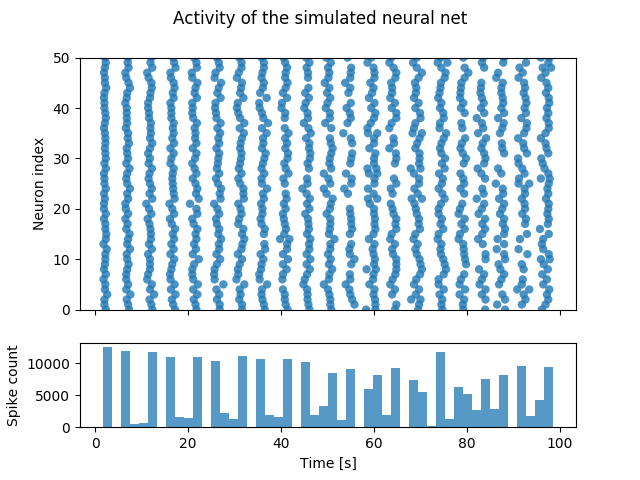 Activity of the simulated neural net
50
40
30
20
10
0
Neuron index
10000
5000
0
Spike count
0 20 40 60 80 100
Time [s]